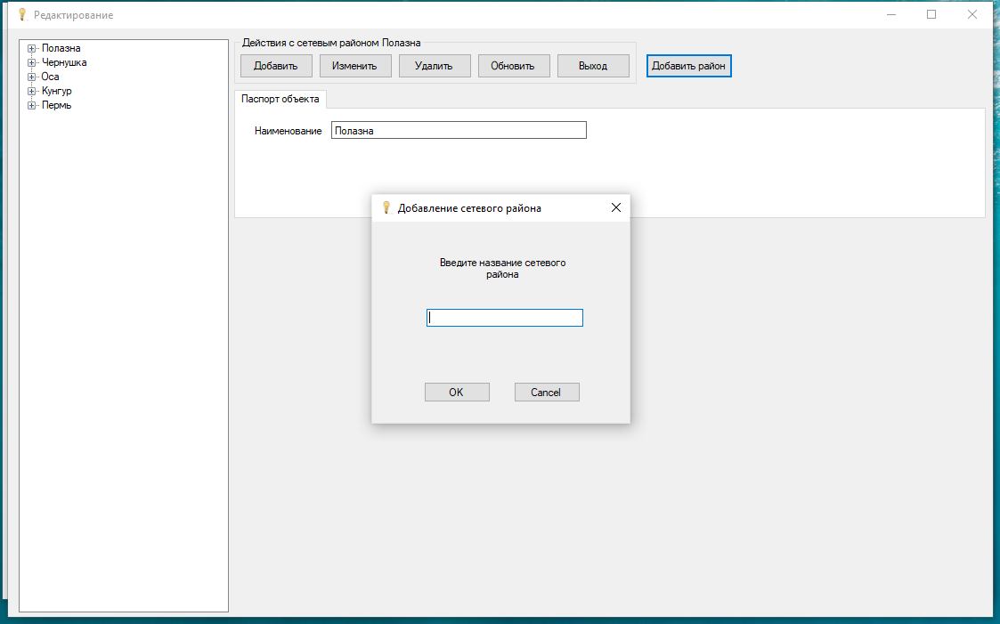 Редактирование
Полазна
Чернушка
Оса
Кунгур
Пермь
Действия с сетевым районом Полазна
Добавить Изменить Удалить Обновить Выход Добавить район
Паспорт объекта
Наименование Полазна
Добавление сетевого района
Введите название сетевого
района
OK Cancel